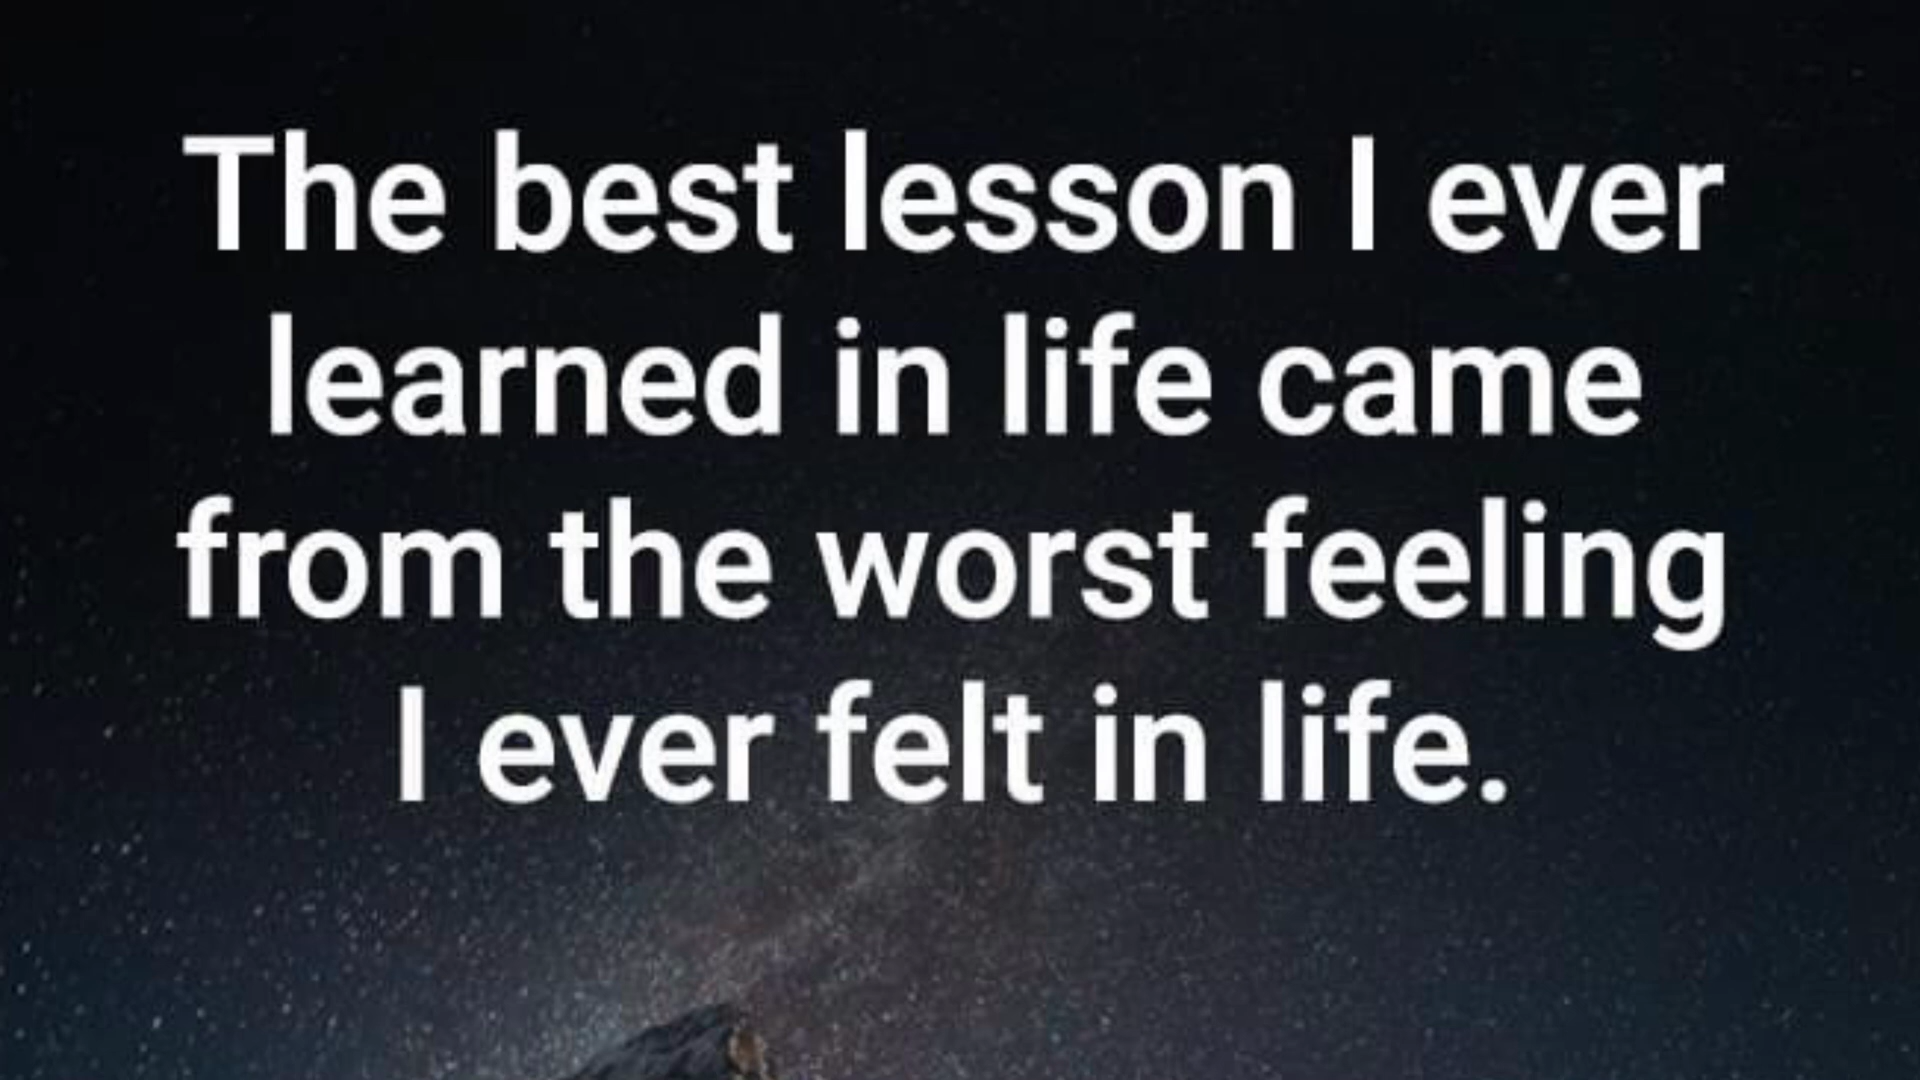 The best lesson I ever
learned in life came
from the worst feeling
I ever felt in life.